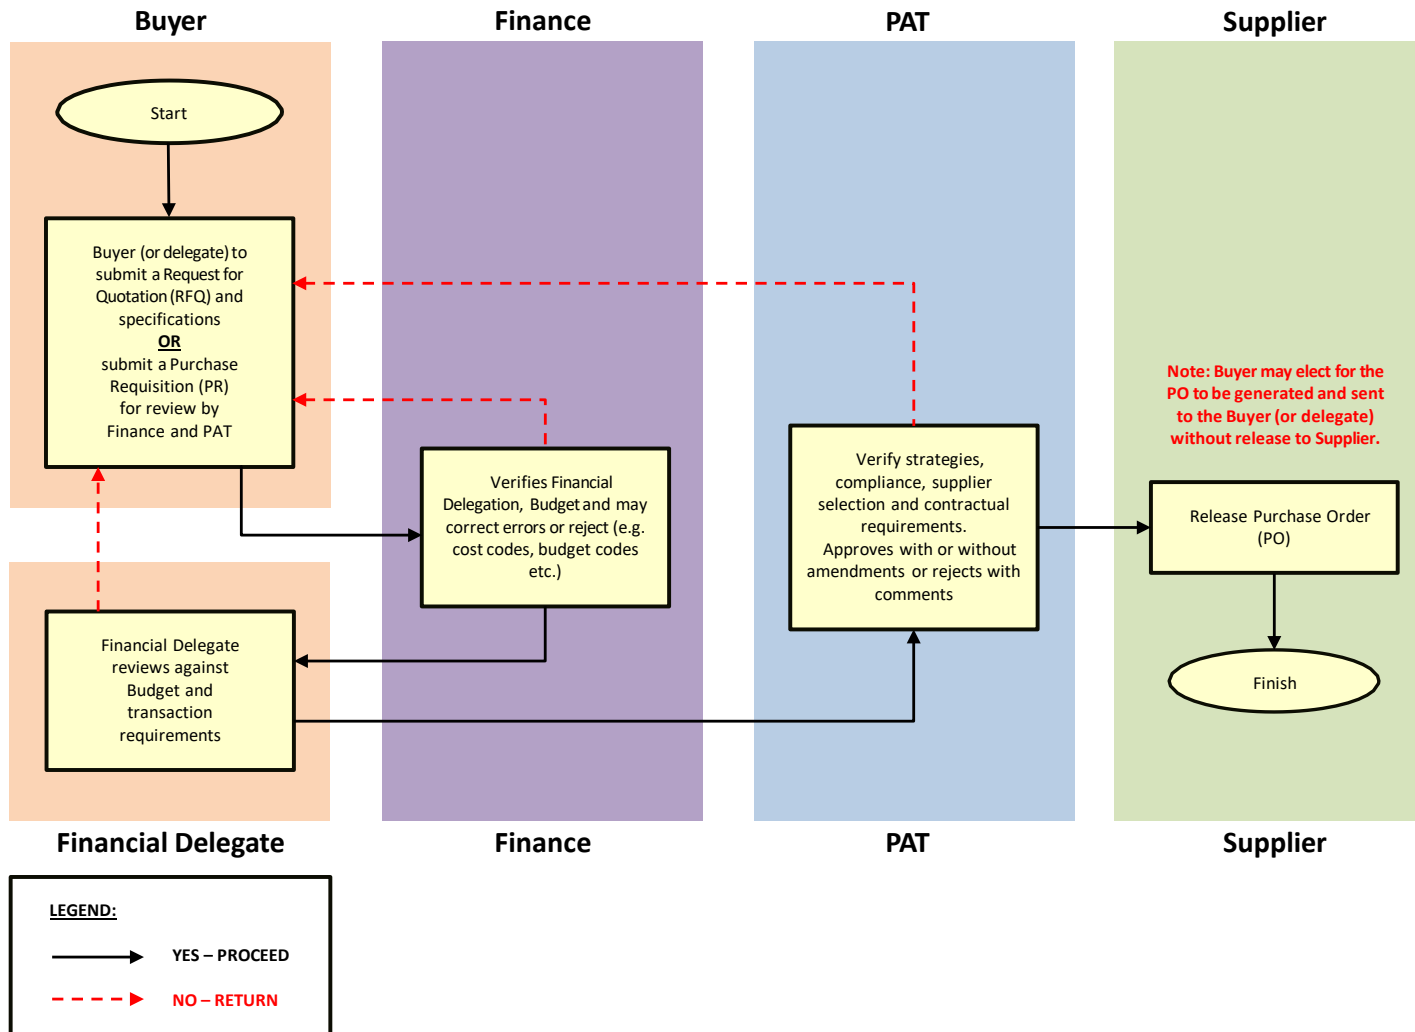 Buyer
Finance
PAT
Supplier
Start
Buyer (or delegate) to
submit a Request for
Quotation (RFQ) and
specifications
OR
submit a Purchase
Requisition (PR)
for review by
Finance and PAT
Note: Buyer may elect for the
PO to be generated and sent
to the Buyer (or delegate)
without release to Supplier.
Verifies Financial
Delegation, Budget and may
correct errors or reject (e.g.
cost codes, budget codes
etc.)
Verify strategies,
compliance, supplier
selection and contractual
requirements.
Approves with or without
amendments or rejects with
comments
Release Purchase Order
(PO)
Financial Delegate
reviews against
Budget and
transaction
requirements
Finish
Financial Delegate
Finance
PAT
Supplier
LEGEND:
YES – PROCEED
NO – RETURN